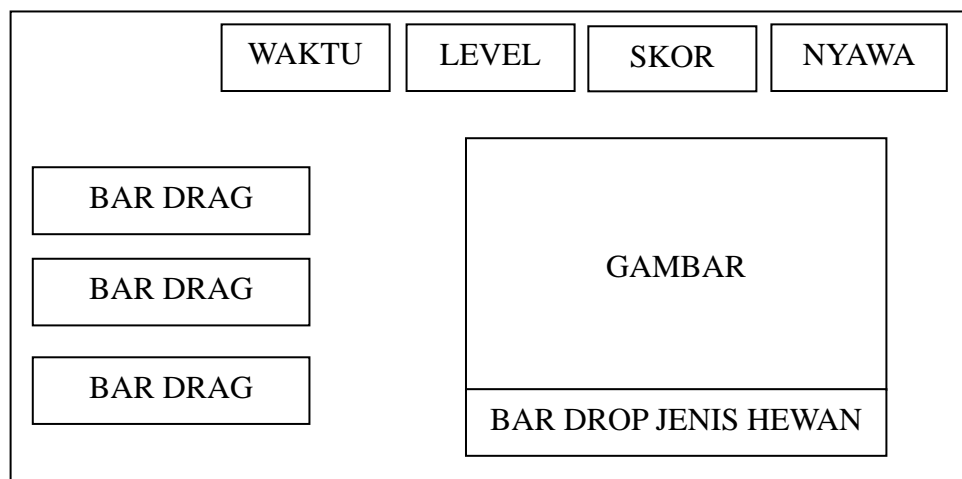 WAKTU
LEVEL
SKOR
NYAWA
BAR DRAG
BAR DRAG
BAR DRAG
GAMBAR
BAR DROP JENIS HEWAN